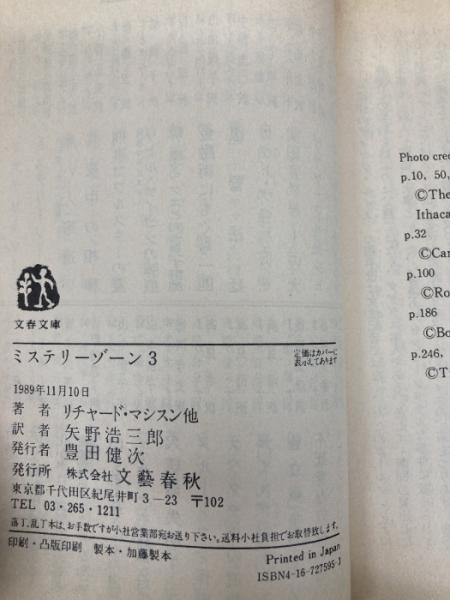 文春文庫
ミステリーゾーン3
定価はカバーに
表示してあります
1989年11月10日
著者 リチャード・マシスン他
訳者 矢野浩三郎
発行者 豊田健次
発行所 株式会社 文藝春秋
東京都千代田区紀尾井町3―23 〒102
TEL 03・265・1211
落丁、乱丁本は、お手数ですが小社営業部宛お送り下さい。送料小社負担でお取替致します。
印刷・凸版印刷 製本・加藤製本
Printed in Japan
ISBN4-16-727595-
Photo cre
p.10, 50,
©The
Ithaca
p.32
©Car
p.100
©Ro
p.186
©Bo
p.246,
©T